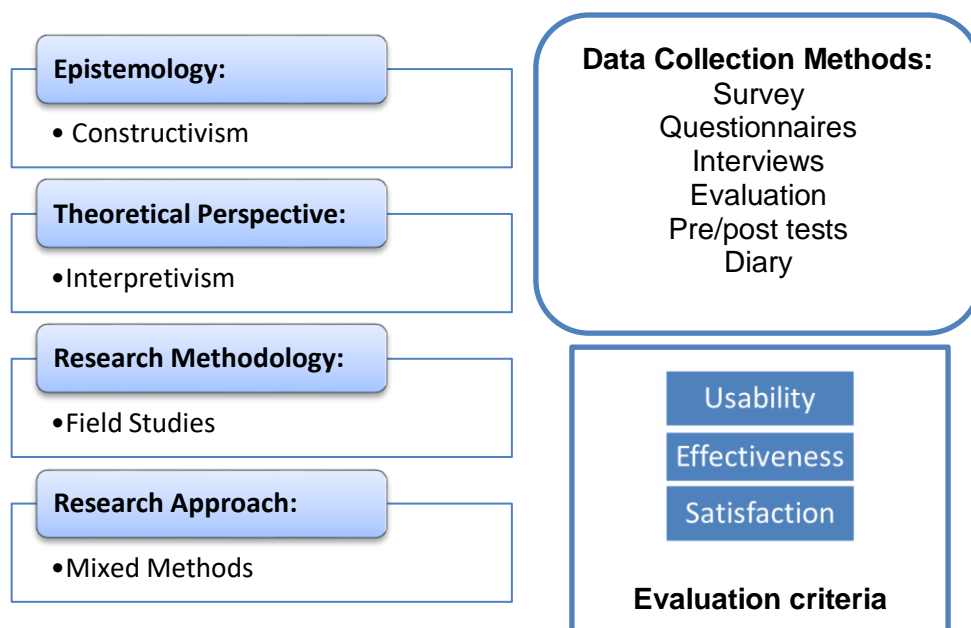 Epistemology:
• Constructivism
Theoretical Perspective:
•Interpretivism
Research Methodology:
•Field Studies
Research Approach:
•Mixed Methods
Data Collection Methods:
Survey
Questionnaires
Interviews
Evaluation
Pre/post tests
Diary
Usability
Effectiveness
Satisfaction
Evaluation criteria